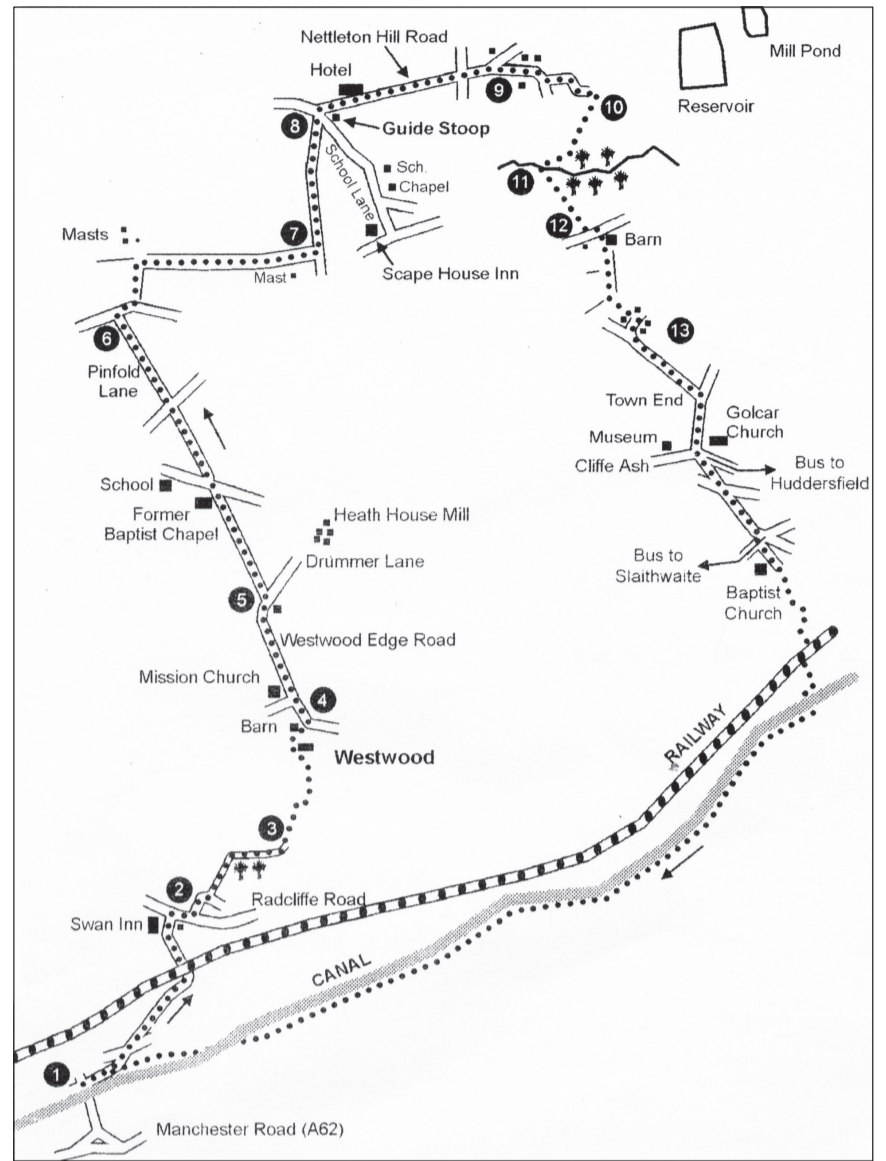 Nettleton Hill Road
Mill Pond
Hotel
9
10
Reservoir
8
Guide Stoop
School Lane
Sch.
Chapel
11
12
Masts
7
Barn
Mast
Scape House Inn
6
13
Pinfold
Lane
Town End
Golcar
Church
Museum
Cliffe Ash
Bus to
Huddersfield
School
Former
Baptist Chapel
Heath House Mill
Drummer Lane
Bus to
Slaithwaite
5
Baptist
Church
Westwood Edge Road
Mission Church
4
Barn
Westwood
RAILWAY
3
2
Radcliffe Road
Swan Inn
CANAL
1
Manchester Road (A62)